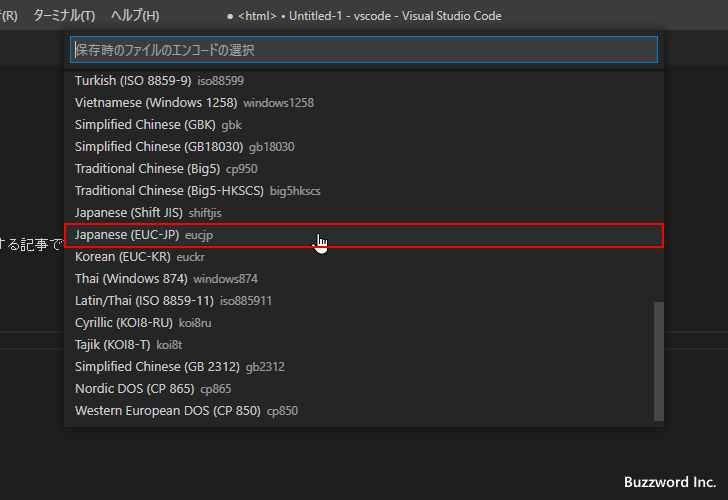 (R) ターミナル(T) ヘルプ(H) ● <html> • Untitled-1 - vscode - Visual Studio Code
保存時のファイルのエンコードの選択
Turkish (ISO 8859-9) iso88599
Vietnamese (Windows 1258) windows1258
Simplified Chinese (GBK) gbk
Simplified Chinese (GB18030) gb18030
Traditional Chinese (Big5) cp950
Traditional Chinese (Big5-HKSCS) big5hkscs
Japanese (Shift JIS) shiftjis
Japanese (EUC-JP) eucjp
する記事で
Korean (EUC-KR) euckr
Thai (Windows 874) windows874
Latin/Thai (ISO 8859-11) iso885911
Cyrillic (KOI8-RU) koi8ru
Tajik (KOI8-T) koi8t
Simplified Chinese (GB 2312) gb2312
Nordic DOS (CP 865) cp865
Western European DOS (CP 850) cp850
Buzzword Inc.